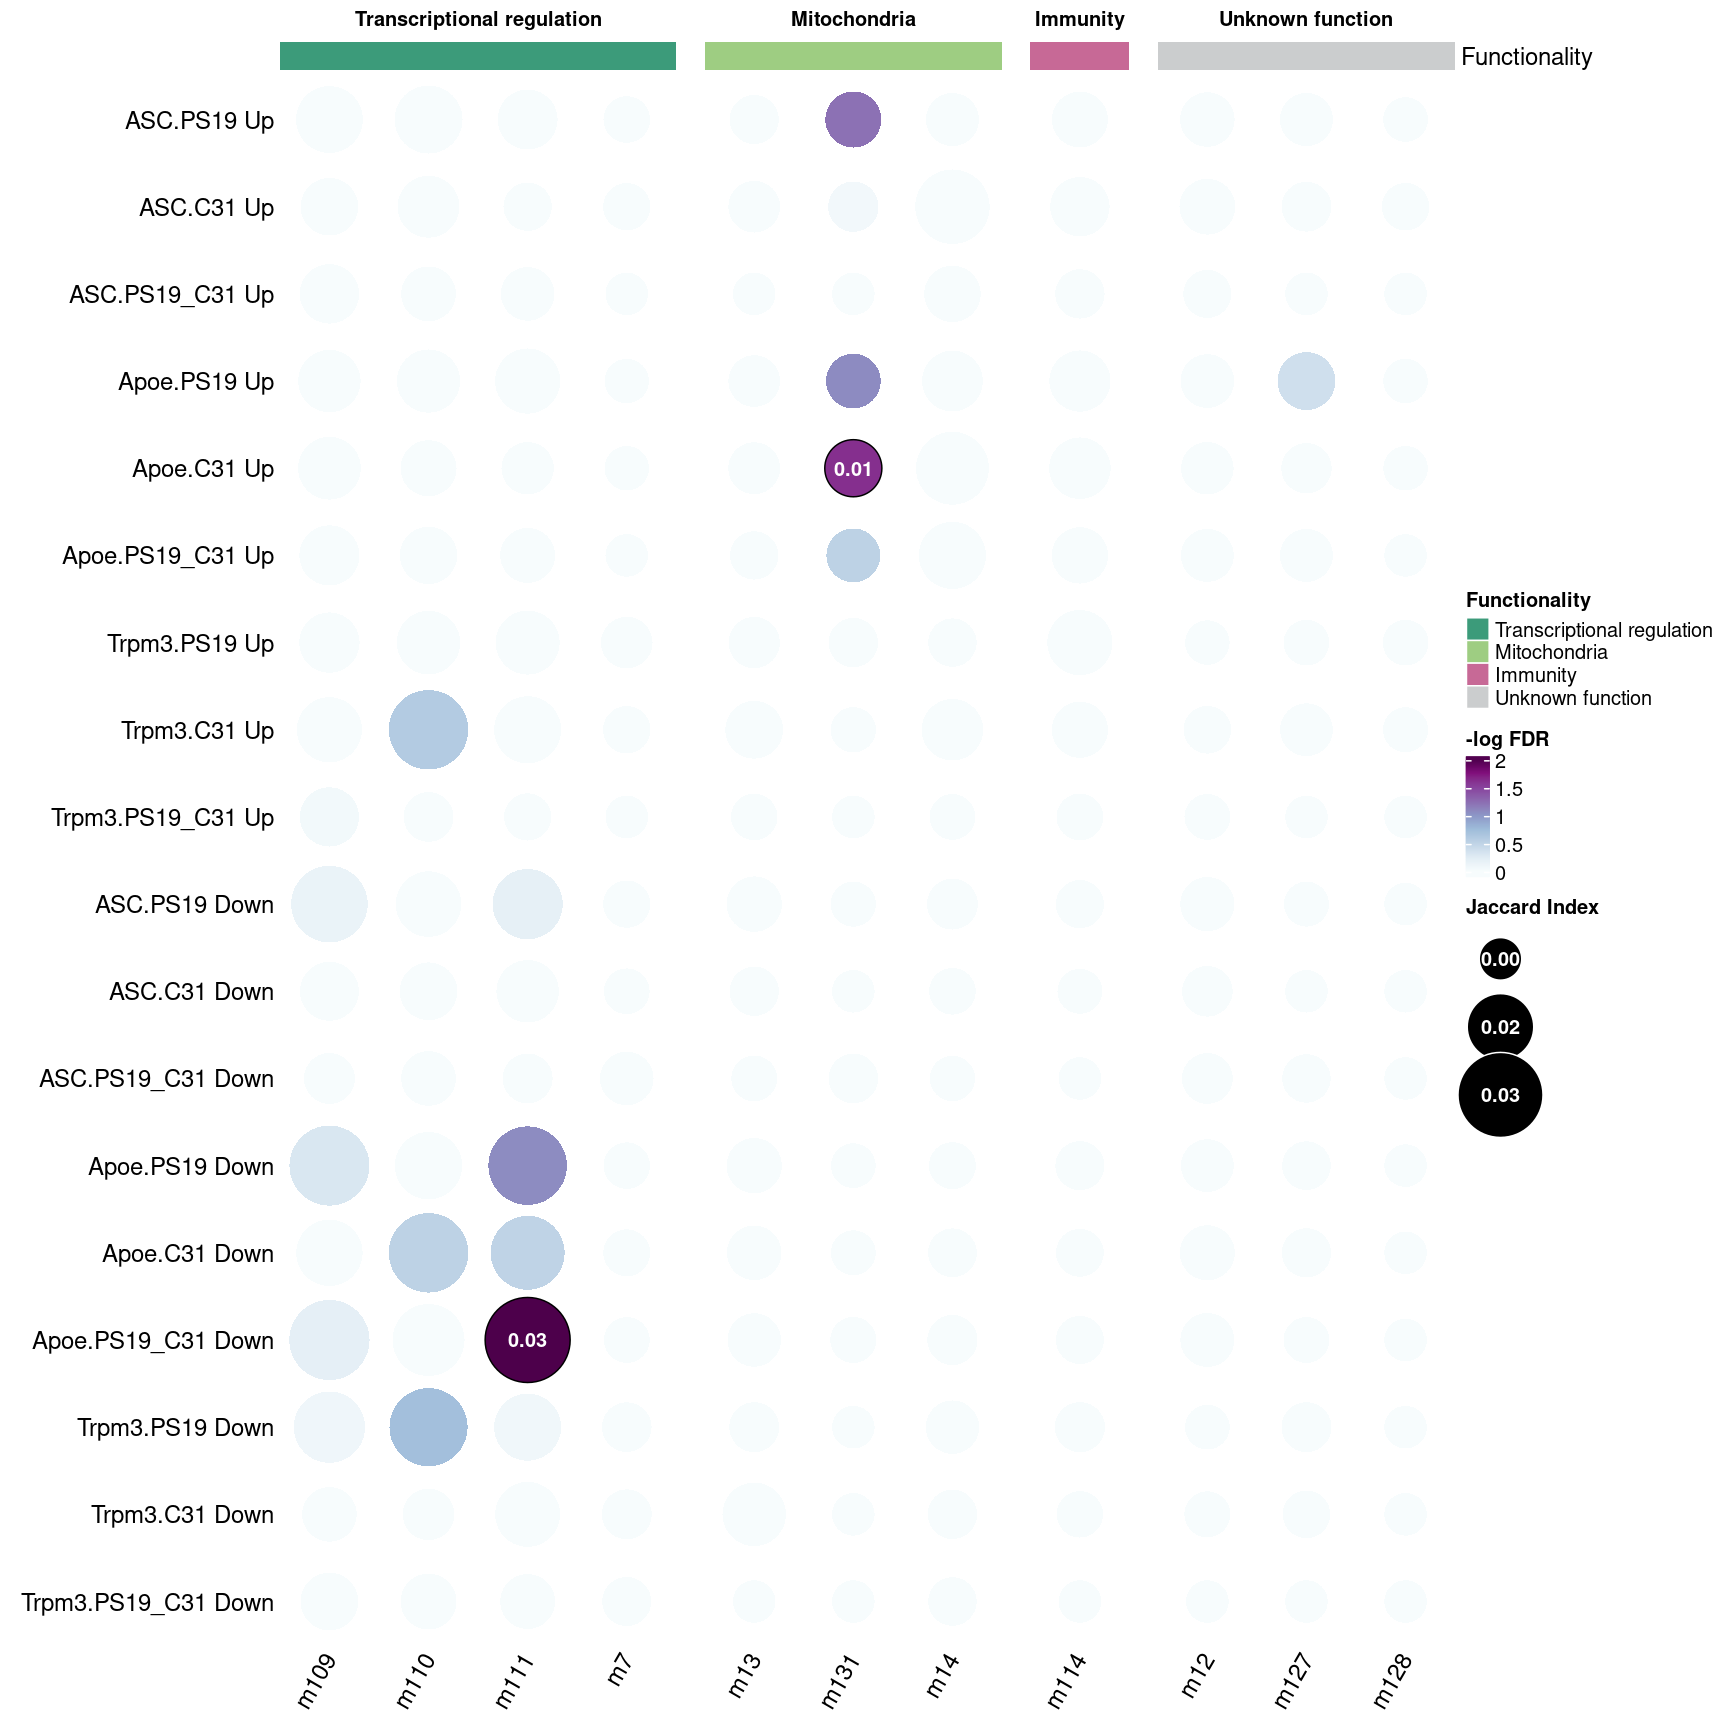 Transcriptional regulation
Mitochondria
Immunity
Unknown function
Functionality
ASC.PS19 Up
ASC.C31 Up
ASC.PS19_C31 Up
Apoe.PS19 Up
Apoe.C31 Up
0.01
Apoe.PS19_C31 Up
Trpm3.PS19 Up
Trpm3.C31 Up
Trpm3.PS19_C31 Up
ASC.PS19 Down
ASC.C31 Down
ASC.PS19_C31 Down
Apoe.PS19 Down
Apoe.C31 Down
Apoe.PS19_C31 Down
0.03
Trpm3.PS19 Down
Trpm3.C31 Down
Trpm3.PS19_C31 Down
m109
m110
m111
m7
m13
m131
m14
m114
m12
m127
m128
Functionality
Transcriptional regulation
Mitochondria
Immunity
Unknown function
-log FDR
2
1.5
1
0.5
0
Jaccard Index
0.00
0.02
0.03